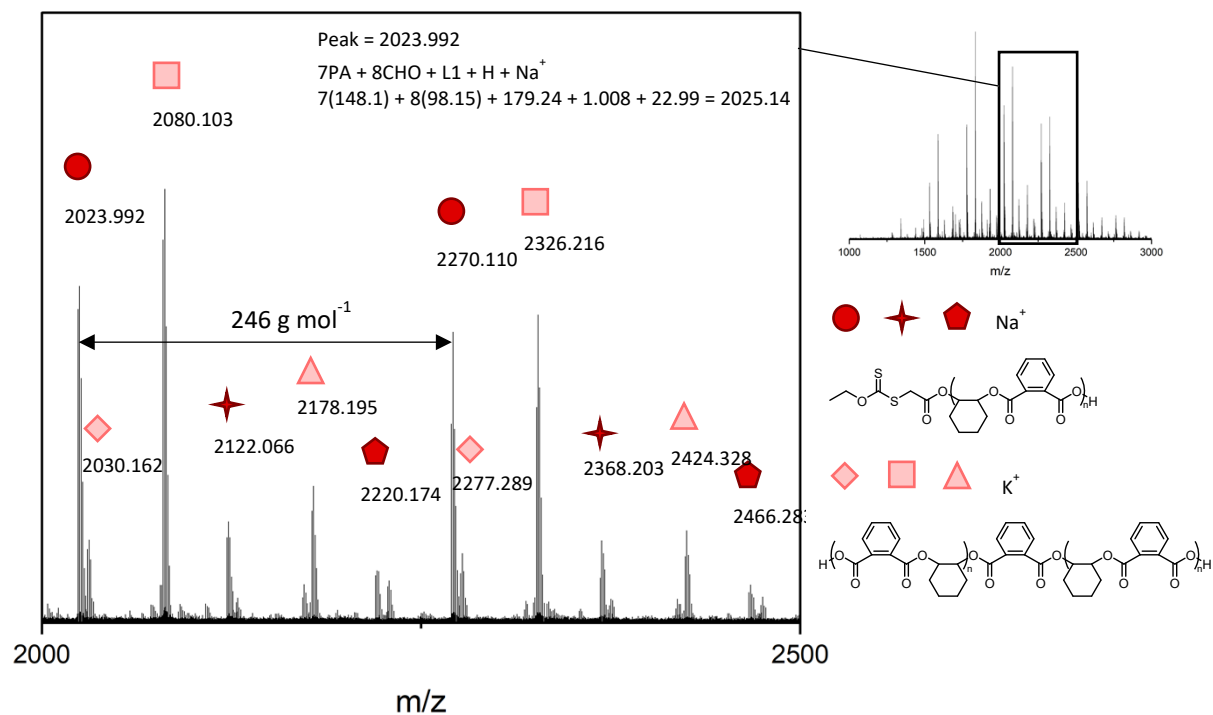 Peak = 2023.992
7PA + 8CHO + L1 + H + Na+
7(148.1) + 8(98.15) + 179.24 + 1.008 + 22.99 = 2025.14
2080.103
2023.992
2326.216
2270.110
246 g mol-1
2178.195
2030.162
2122.066
2220.174
2277.289
2368.203
2424.328
2466.283
2000
2500
m/z
1000
1500
2000
2500
3000
m/z
Na+
S
O
S
O
O
O
O
O
O
n
H
K+
H
O
O
O
O
n
O
O
O
O
O
O
O
O
n
H